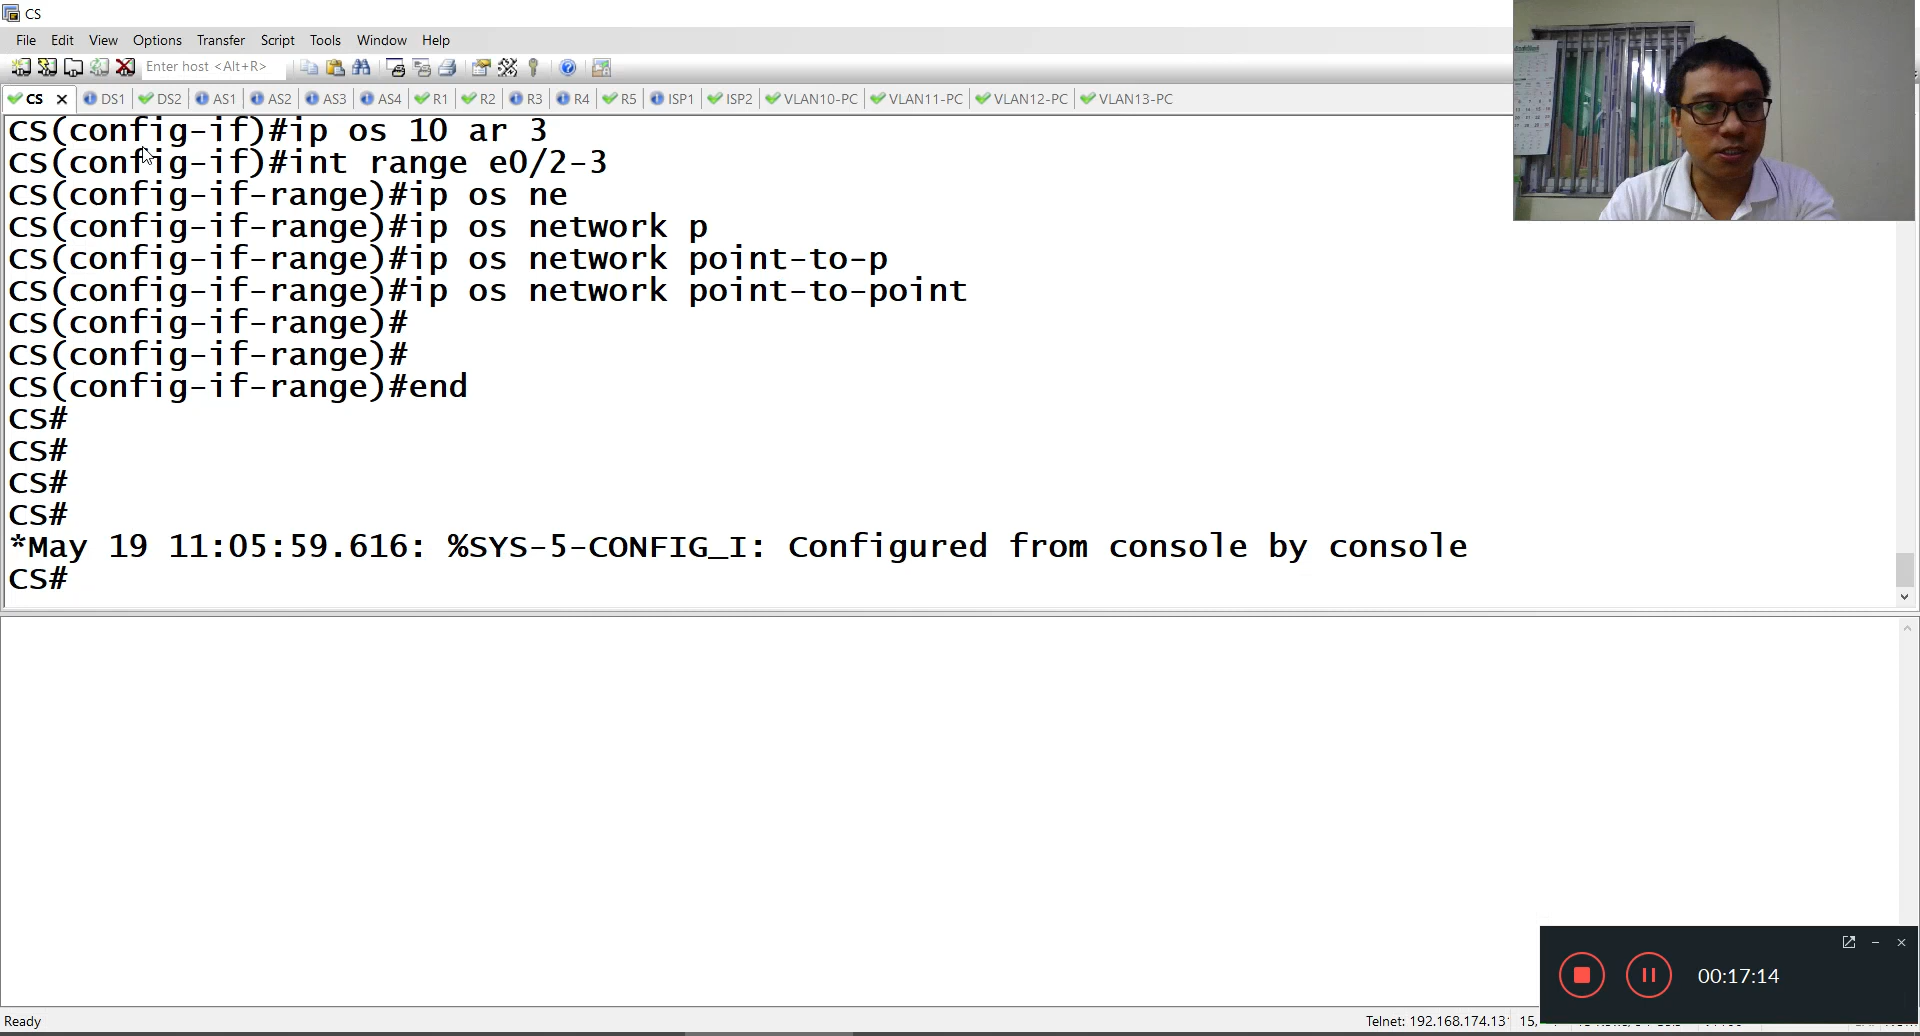 CS
File Edit View Options Transfer Script Tools Window Help
Enter host <Alt+R>
CS DS1 DS2 AS1 AS2 AS3 AS4 R1 R2 R3 R4 R5 ISP1 ISP2 VLAN10-PC VLAN11-PC VLAN12-PC VLAN13-PC
CS(config-if)#ip os 10 ar 3
CS(config-if)#int range e0/2-3
CS(config-if-range)#ip os ne
CS(config-if-range)#ip os network p
CS(config-if-range)#ip os network point-to-p
CS(config-if-range)#ip os network point-to-point
CS(config-if-range)#
CS(config-if-range)#
CS(config-if-range)#end
CS#
CS#
CS#
CS#
*May 19 11:05:59.616: %SYS-5-CONFIG_I: Configured from console by console
CS#
00:17:14
Ready
Telnet: 192.168.174.13 15,